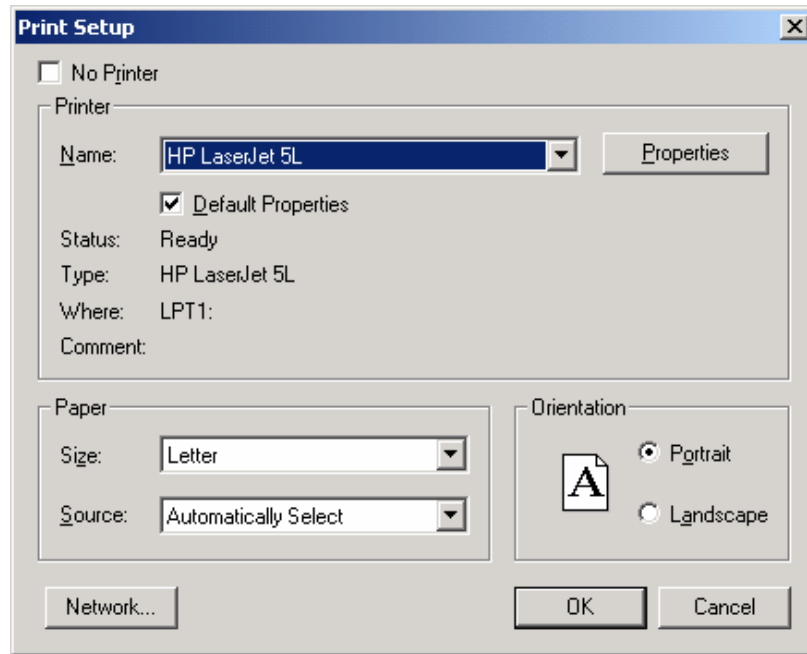 Print Setup
No Printer
Printer
Name: HP LaserJet 5L Properties
Default Properties
Status: Ready
Type: HP LaserJet 5L
Where: LPT1:
Comment:
Paper
Size: Letter
Source: Automatically Select
Orientation
A
Portrait
Landscape
Network... OK Cancel